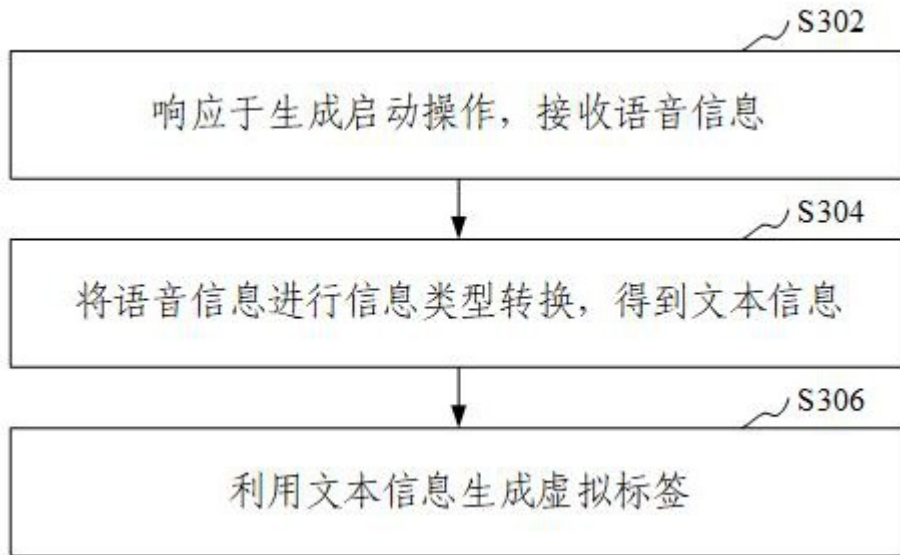 S302
响应于生成启动操作，接收语音信息
S304
将语音信息进行信息类型转换，得到文本信息
S306
利用文本信息生成虚拟标签